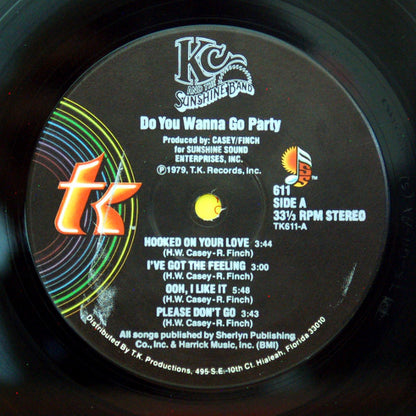 KC
AND THE
SUNSHINE BAND
Do You Wanna Go Party
Produced by: CASEY/FINCH
for SUNSHINE SOUND
ENTERPRISES, INC.
℗1979, T.K. Records, Inc.
tk
611
SIDE A
33⅓ RPM STEREO
TK611-A
HOOKED ON YOUR LOVE 3:44
(H.W. Casey-R. Finch)
I'VE GOT THE FEELING 3:00
(H.W. Casey-R. Finch)
OOH, I LIKE IT 5:48
(H.W. Casey-R. Finch)
PLEASE DON'T GO 3:43
(H.W. Casey-R. Finch)
All songs published by Sherlyn Publishing
Co., Inc & Harrick Music, Inc. (BMI)
Distributed By T.K. Productions, 495 S.E. 10th Ct. Hialeah, Florida 33010